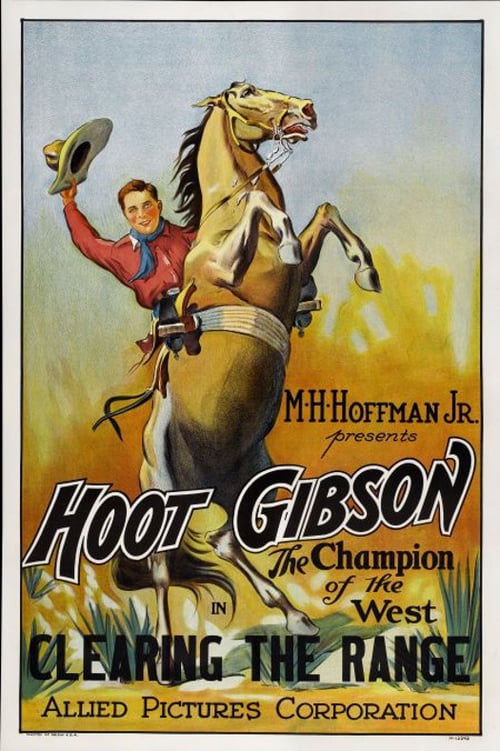 M·H·HOFFMAN JR.
presents
HOOT GIBSON
The Champion
of the
West
IN
CLEARING THE RANGE
ALLIED PICTURES CORPORATION